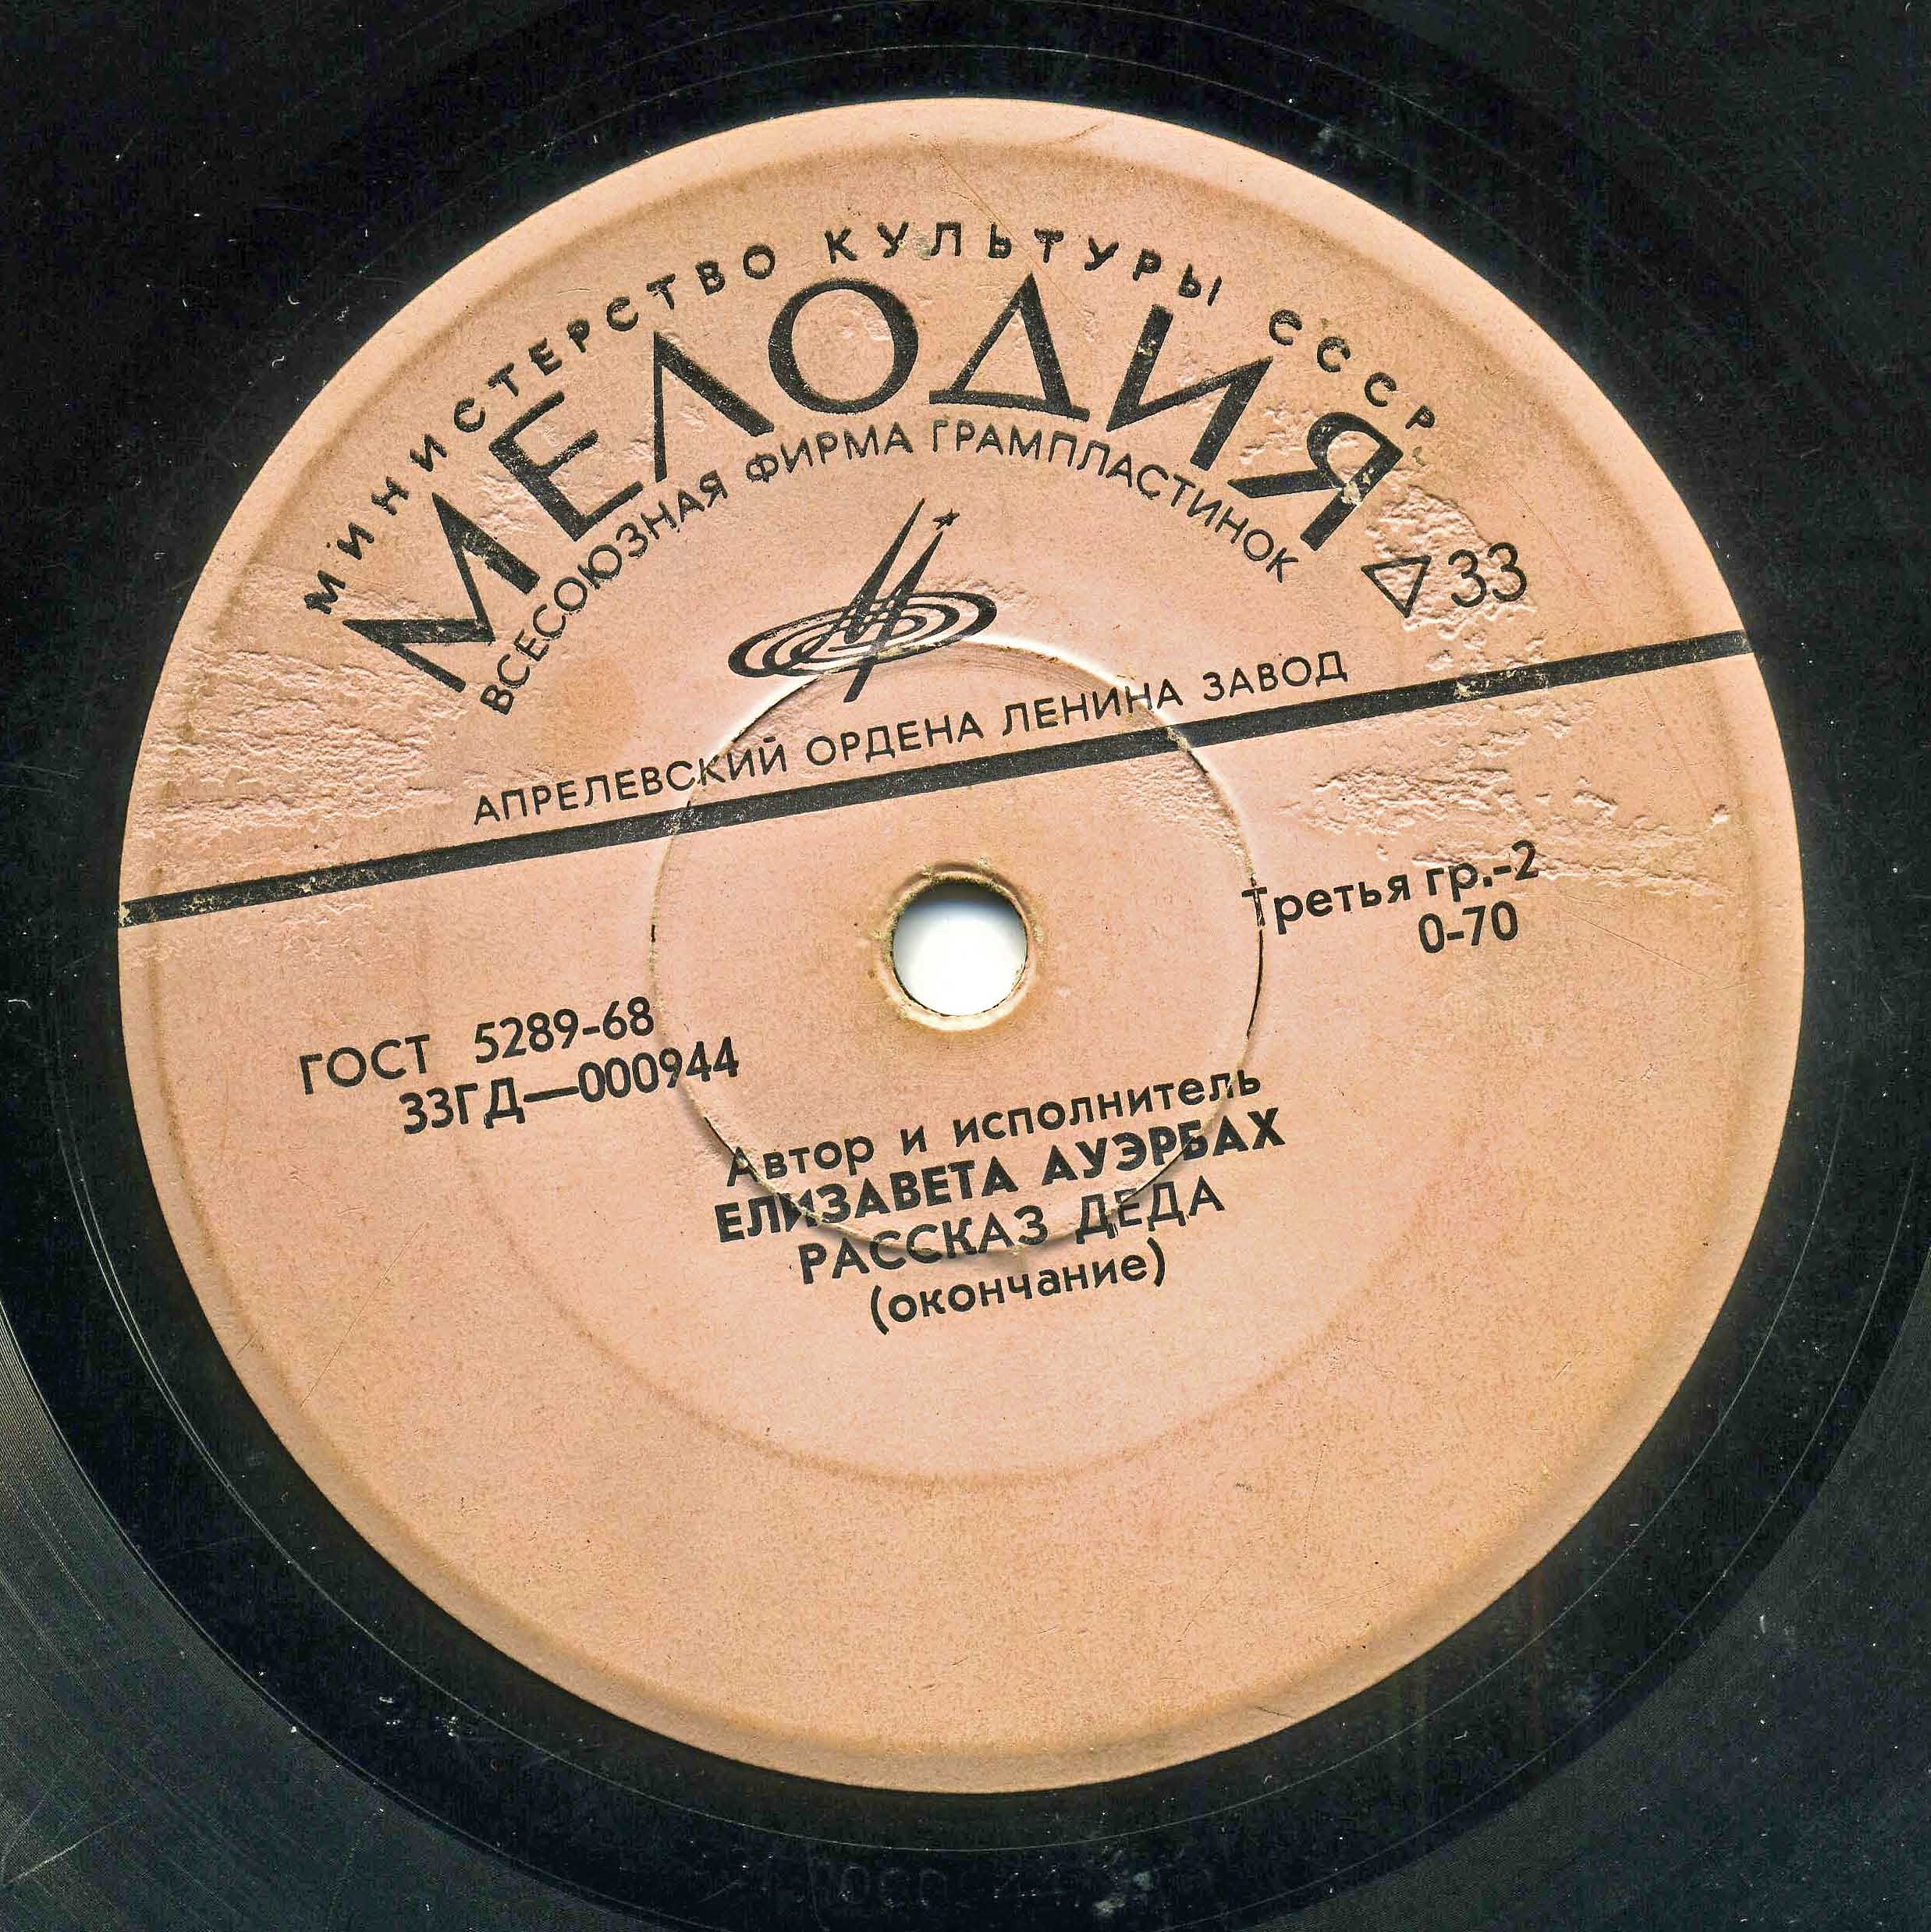 МИНИСТЕРСТВО КУЛЬТУРЫ СССР
МЕЛОДИЯ
ВСЕСОЮЗНАЯ ФИРМА ГРАМПЛАСТИНОК
33
АПРЕЛЕВСКИЙ ОРДЕНА ЛЕНИНА ЗАВОД
Третья гр.-2
0-70
ГОСТ 5289-68
33ГД—000944
Автор и исполнитель
ЕЛИЗАВЕТА АУЭРБАХ
РАССКАЗ ДЕДА
(окончание)